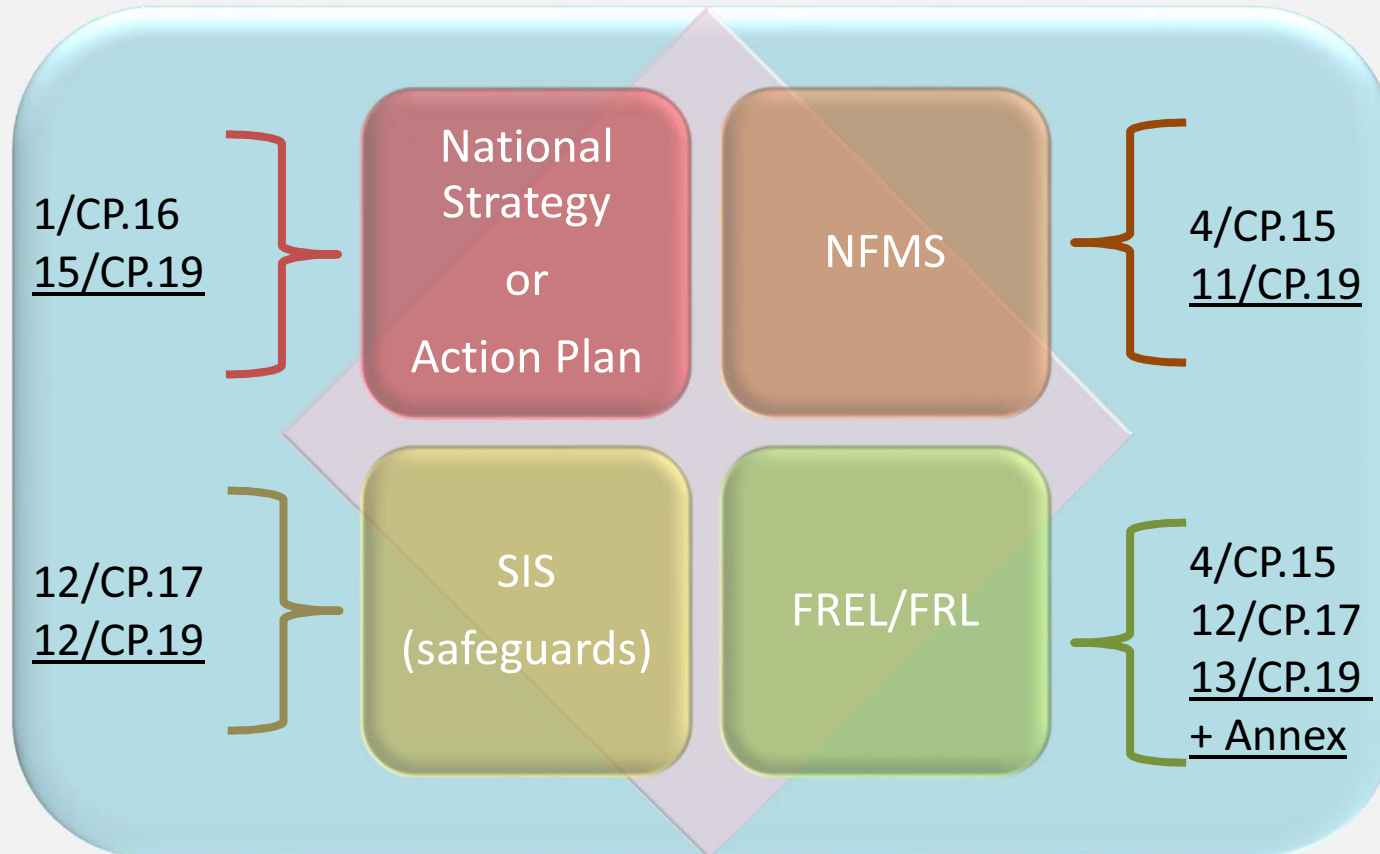 1/CP.16
15/CP.19
National
Strategy
or
Action Plan
NFMS
4/CP.15
11/CP.19
12/CP.17
12/CP.19
SIS
(safeguards)
FREL/FRL
4/CP.15
12/CP.17
13/CP.19
+ Annex